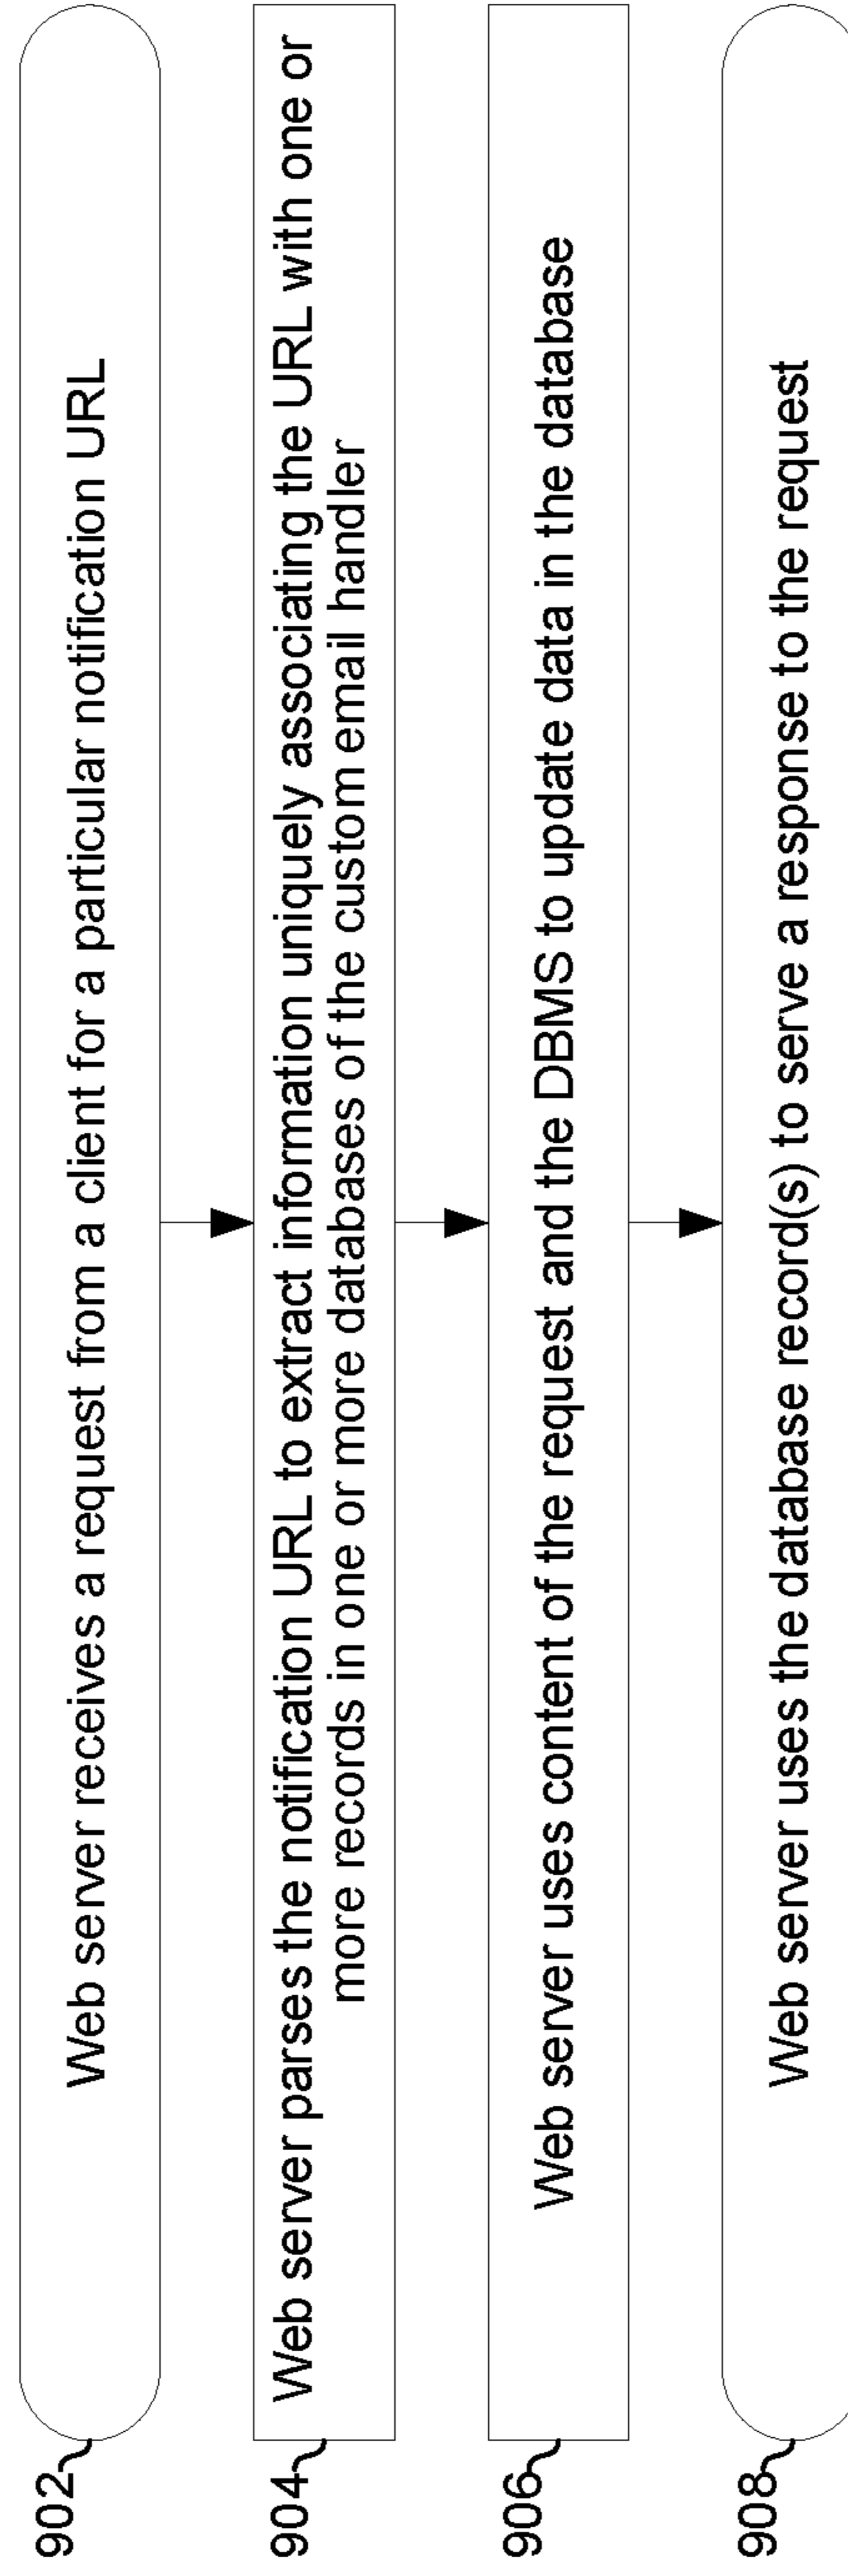 902
Web server receives a request from a client for a particular notification URL
904
Web server parses the notification URL to extract information uniquely associating the URL with one or
more records in one or more databases of the custom email handler
906
Web server uses content of the request and the DBMS to update data in the database
908
Web server uses the database record(s) to serve a response to the request